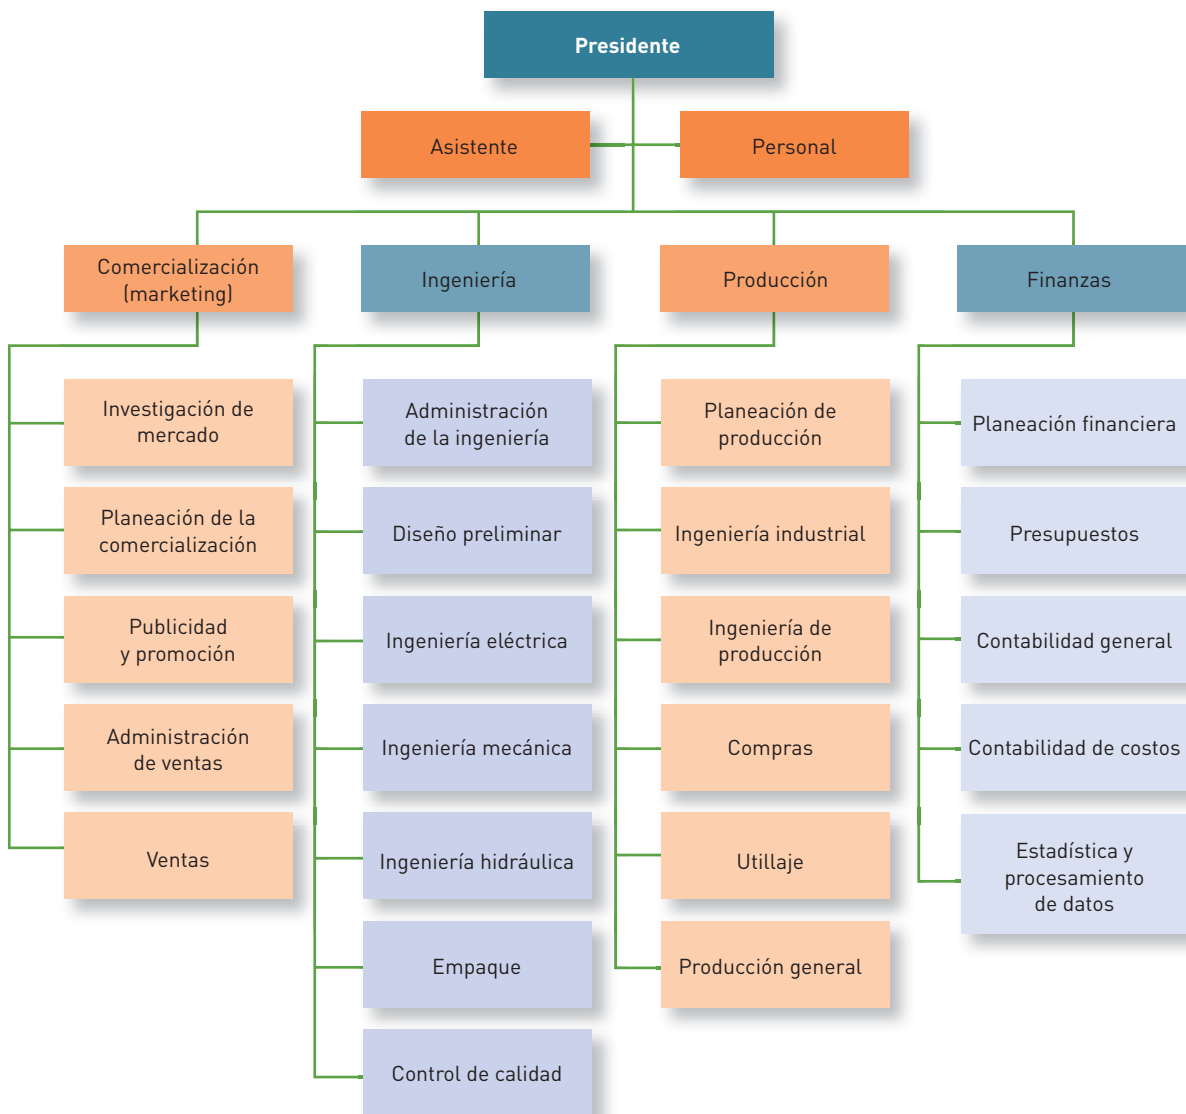 Presidente
Asistente
Personal
Comercialización
(marketing)
Ingeniería
Producción
Finanzas
Investigación de
mercado
Planeación de la
comercialización
Publicidad
y promoción
Administración
de ventas
Ventas
Administración
de la ingeniería
Diseño preliminar
Ingeniería eléctrica
Ingeniería mecánica
Ingeniería hidráulica
Empaque
Control de calidad
Planeación de
producción
Ingeniería industrial
Ingeniería de
producción
Compras
Utillaje
Producción general
Planeación financiera
Presupuestos
Contabilidad general
Contabilidad de costos
Estadística y
procesamiento
de datos